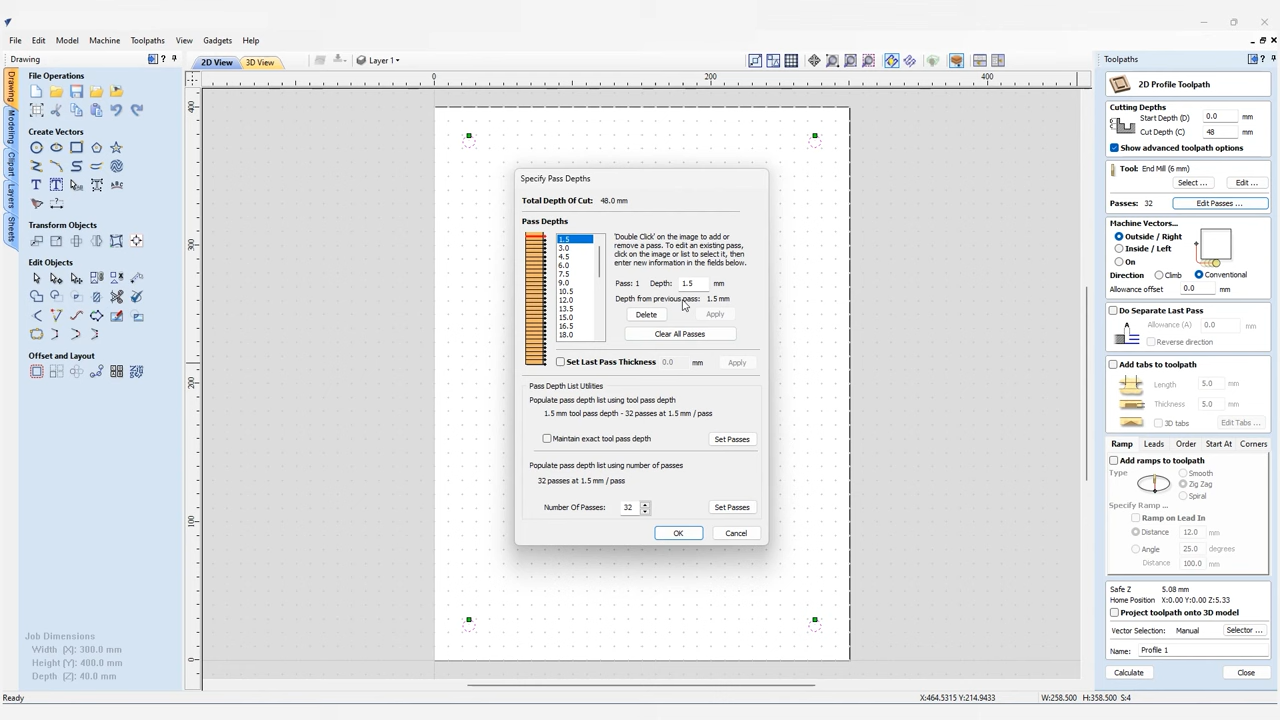 File Edit Model Machine Toolpaths View Gadgets Help
Drawing
2D View 3D View Layer 1
Toolpaths
0 200 400
400
300
200
100
0
Drawing
Modeling
Clipart
Layers
Sheets
File Operations
Create Vectors
Transform Objects
Edit Objects
Offset and Layout
Job Dimensions
Width (X): 300.0 mm
Height (Y): 400.0 mm
Depth (Z): 40.0 mm
Ready
Specify Pass Depths
Total Depth Of Cut: 48.0 mm
Pass Depths
1.5
3.0
4.5
6.0
7.5
9.0
10.5
12.0
13.5
15.0
16.5
18.0
'Double Click' on the image to add or
remove a pass. To edit an existing pass,
click on the image or list to select it, then
enter new information in the fields below.
Pass: 1 Depth: 1.5 mm
Depth from previous pass: 1.5 mm
Delete Apply
Clear All Passes
Set Last Pass Thickness 0.0 mm Apply
Pass Depth List Utilities
Populate pass depth list using tool pass depth
1.5 mm tool pass depth - 32 passes at 1.5 mm / pass
Maintain exact tool pass depth Set Passes
Populate pass depth list using number of passes
32 passes at 1.5 mm / pass
Number Of Passes: 32 Set Passes
OK Cancel
2D Profile Toolpath
Cutting Depths
Start Depth (D) 0.0 mm
Cut Depth (C) 48 mm
Show advanced toolpath options
Tool: End Mill (6 mm)
Select ... Edit ...
Passes: 32 Edit Passes ...
Machine Vectors...
Outside / Right
Inside / Left
On
Direction Climb Conventional
Allowance offset 0.0 mm
Do Separate Last Pass
Allowance (A) 0.0 mm
Reverse direction
Add tabs to toolpath
Length 5.0 mm
Thickness 5.0 mm
3D tabs Edit Tabs ...
Ramp Leads Order Start At Corners
Add ramps to toolpath
Type Smooth
Zig Zag
Spiral
Specify Ramp ...
Ramp on Lead In
Distance 12.0 mm
Angle 25.0 degrees
Distance 100.0 mm
Safe Z 5.08 mm
Home Position X:0.00 Y:0.00 Z:5.33
Project toolpath onto 3D model
Vector Selection: Manual Selector ...
Name: Profile 1
Calculate Close
X:464.5315 Y:214.9433 W:258.500 H:358.500 S:4